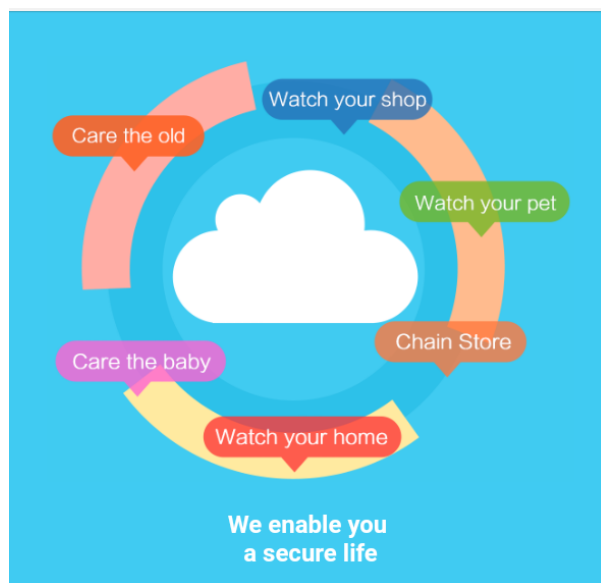 Watch your shop
Care the old
Watch your pet
Chain Store
Care the baby
Watch your home
We enable you
a secure life